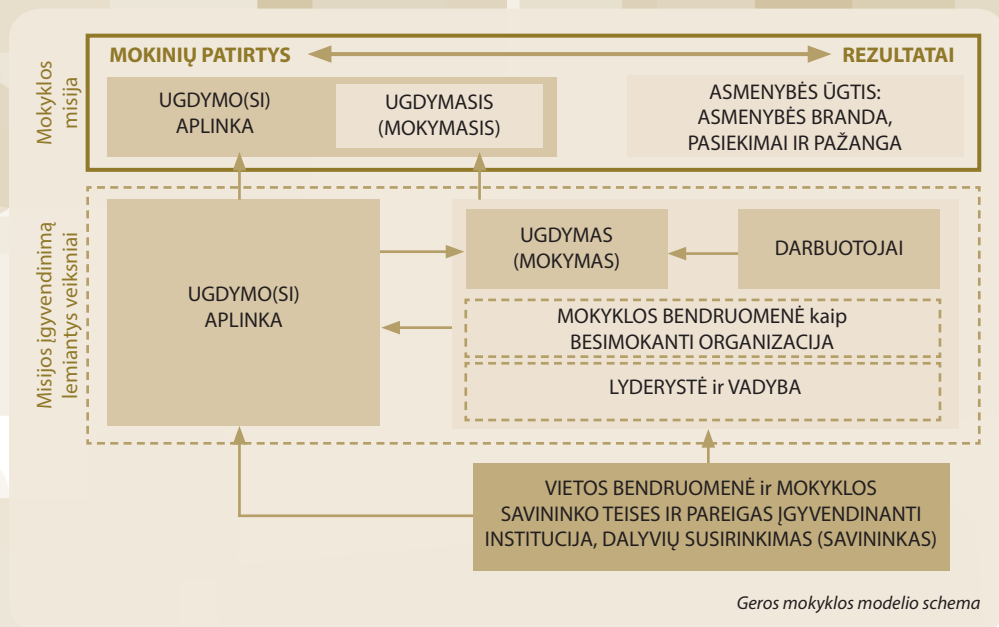 Mokyklos
misija
MOKINIŲ PATIRTYS
REZULTATAI
UGDYMO(SI)
APLINKA
UGDYMASIS
(MOKYMASIS)
ASMENYBĖS ŪGTIS:
ASMENYBĖS BRANDA,
PASIEKIMAI IR PAŽANGA
Misijos įgyvendinimą
lemiantys veiksniai
UGDYMO(SI)
APLINKA
UGDYMAS
(MOKYMAS)
DARBUOTOJAI
MOKYKLOS BENDRUOMENĖ kaip
BESIMOKANTI ORGANIZACIJA
LYDERYSTĖ ir VADYBA
VIETOS BENDRUOMENĖ ir MOKYKLOS
SAVININKO TEISES IR PAREIGAS ĮGYVENDINANTI
INSTITUCIJA, DALYVIŲ SUSIRINKIMAS (SAVININKAS)
Geros mokyklos modelio schema